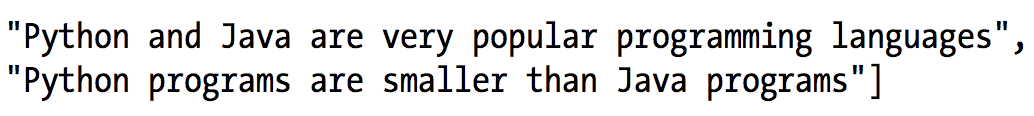 "Python and Java are very popular programming languages",
"Python programs are smaller than Java programs"]